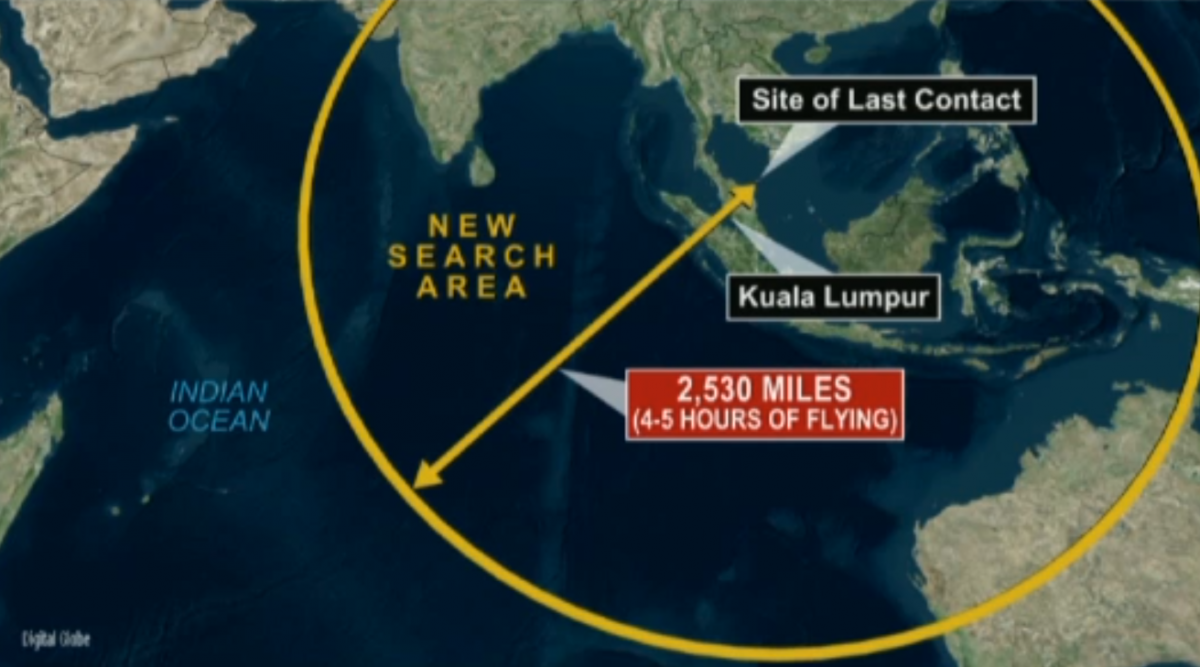 Site of Last Contact
NEW
SEARCH
AREA
Kuala Lumpur
2,530 MILES
(4-5 HOURS OF FLYING)
INDIAN
OCEAN
Digital Globe